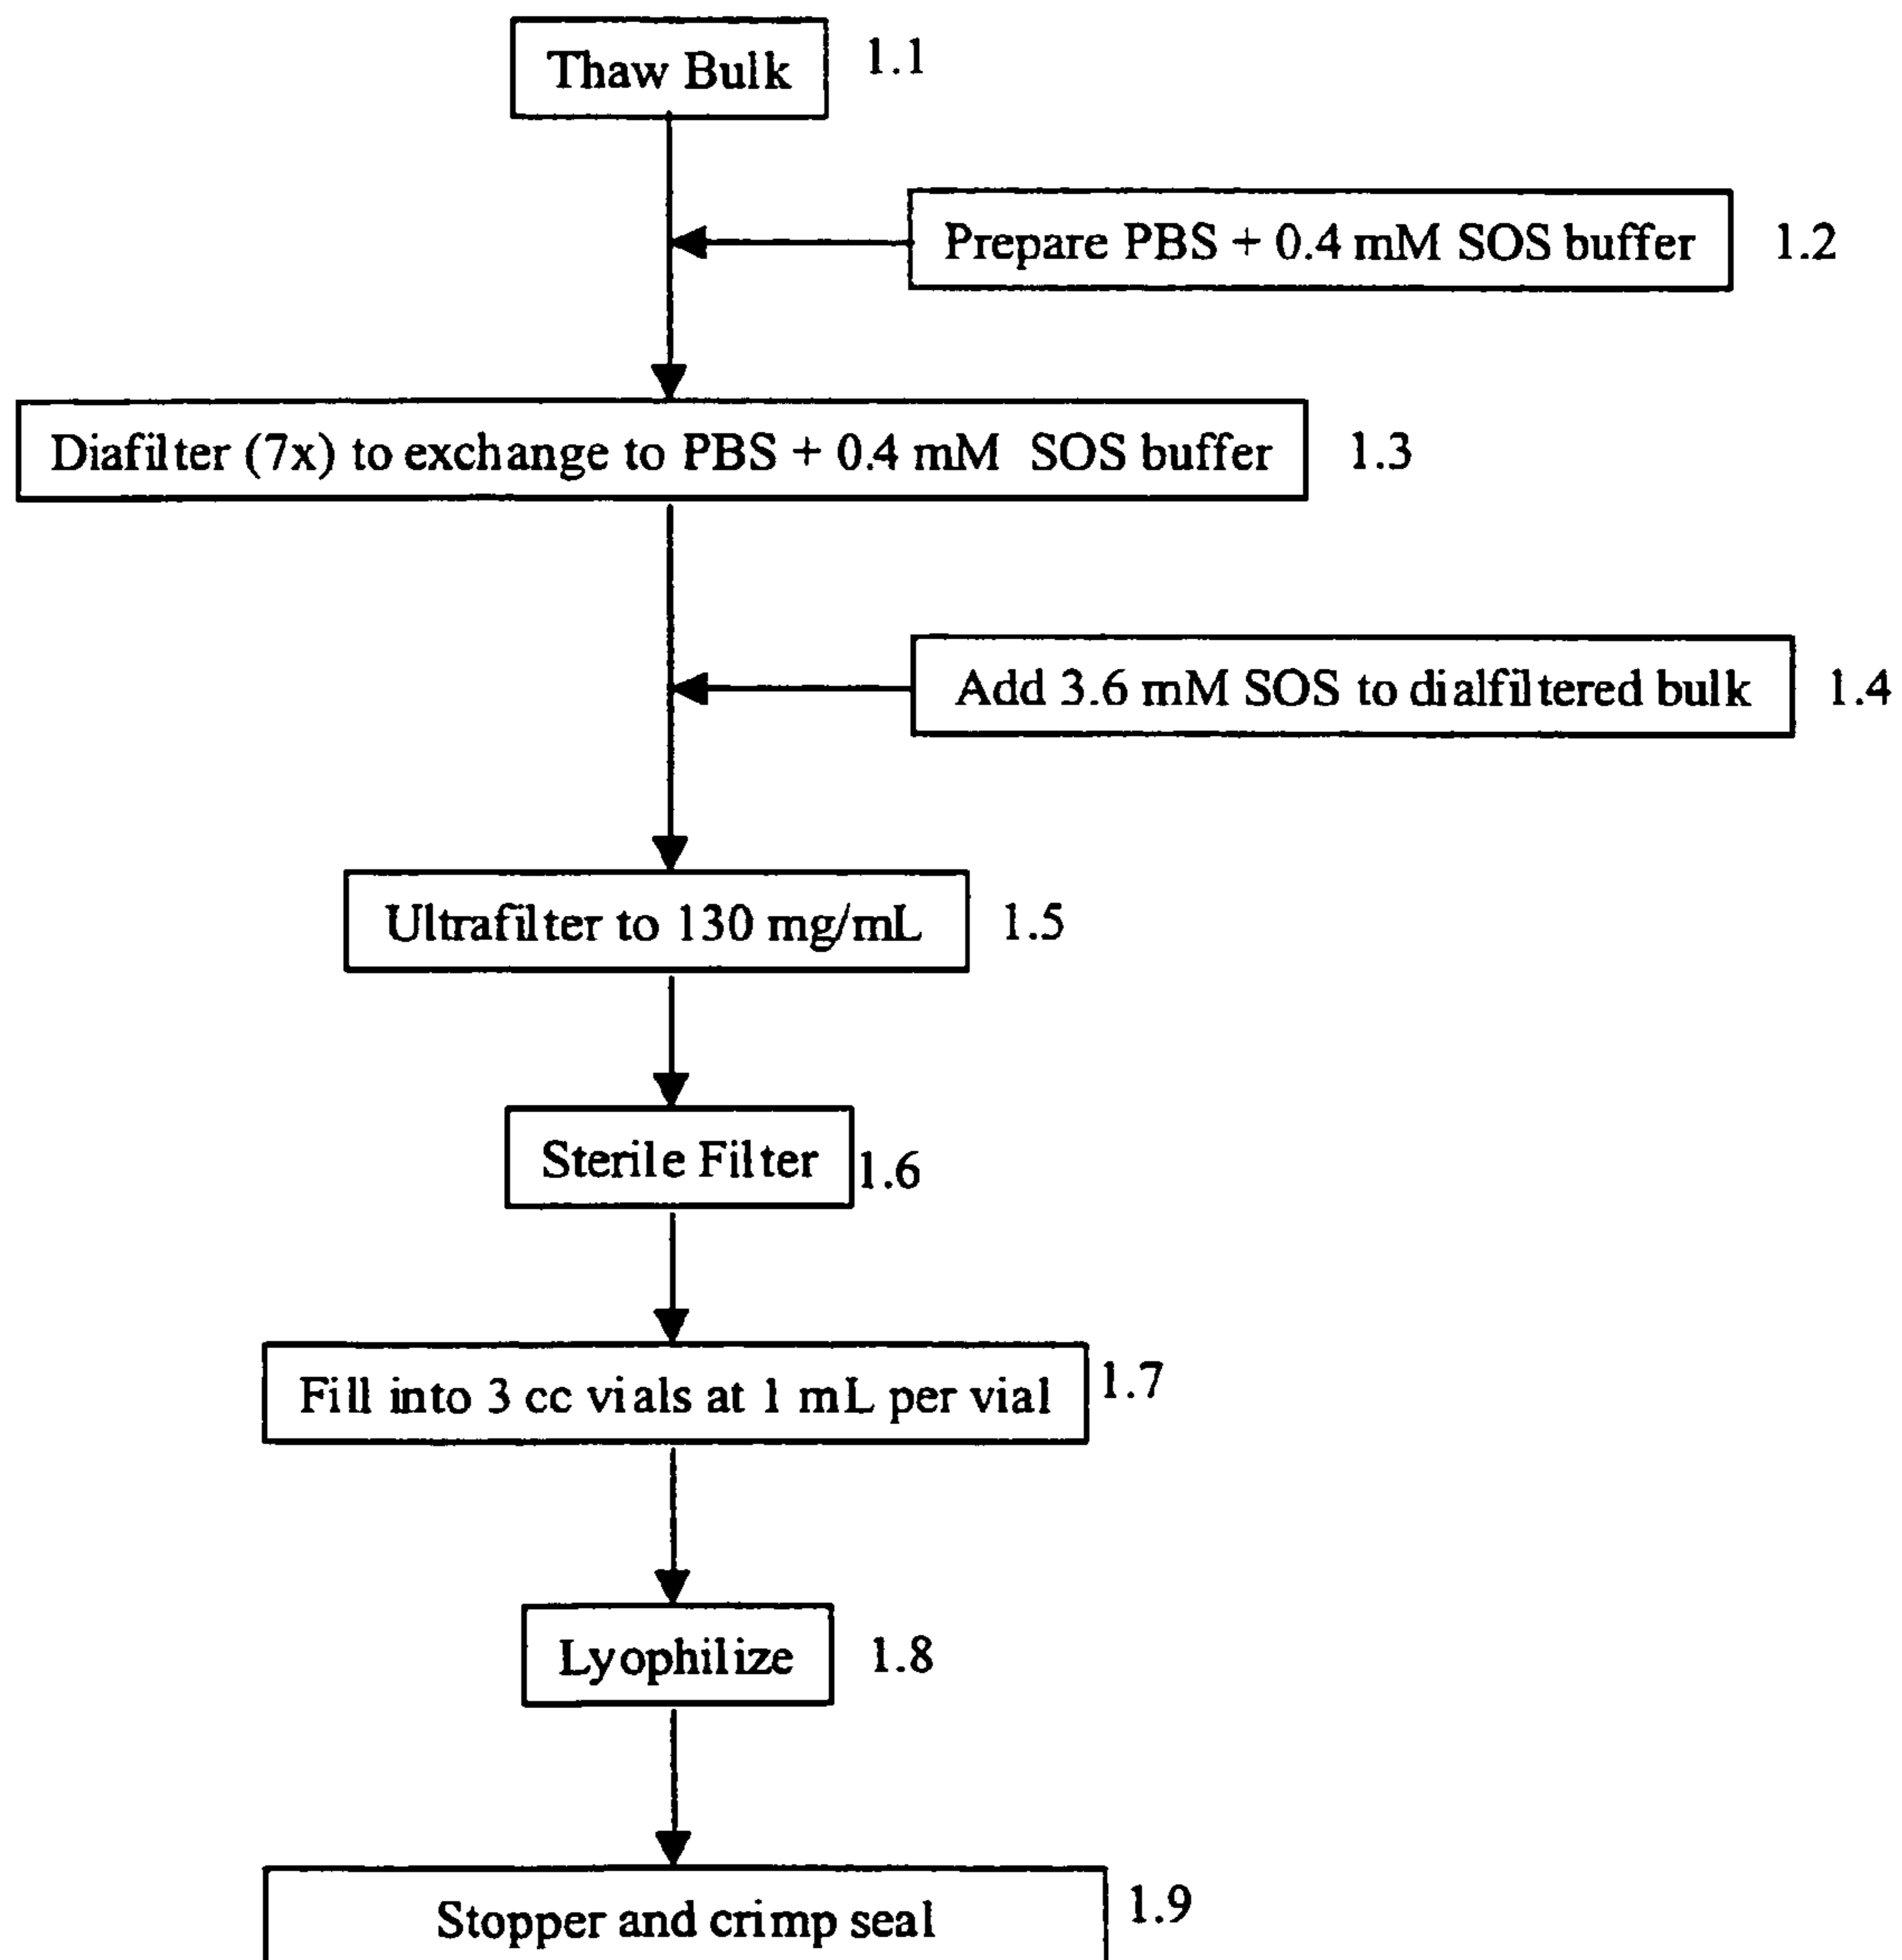 Thaw Bulk 1.1
Prepare PBS + 0.4 mM SOS buffer 1.2
Diafilter (7x) to exchange to PBS + 0.4 mM SOS buffer 1.3
Add 3.6 mM SOS to dialfiltered bulk 1.4
Ultrafilter to 130 mg/mL 1.5
Sterile Filter 1.6
Fill into 3 cc vials at 1 mL per vial 1.7
Lyophilize 1.8
Stopper and crimp seal 1.9